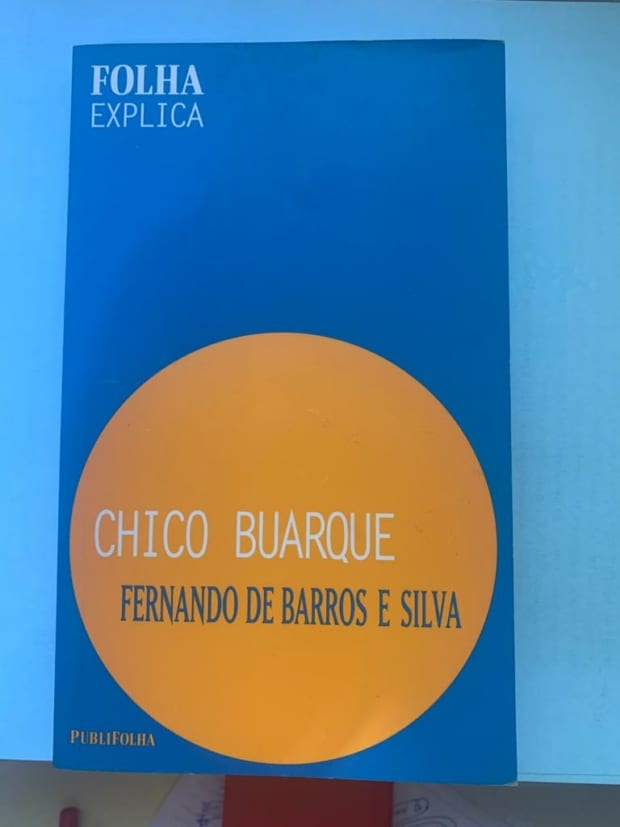 FOLHA
EXPLICA
CHICO BUARQUE
FERNANDO DE BARROS E SILVA
PUBLIFOLHA